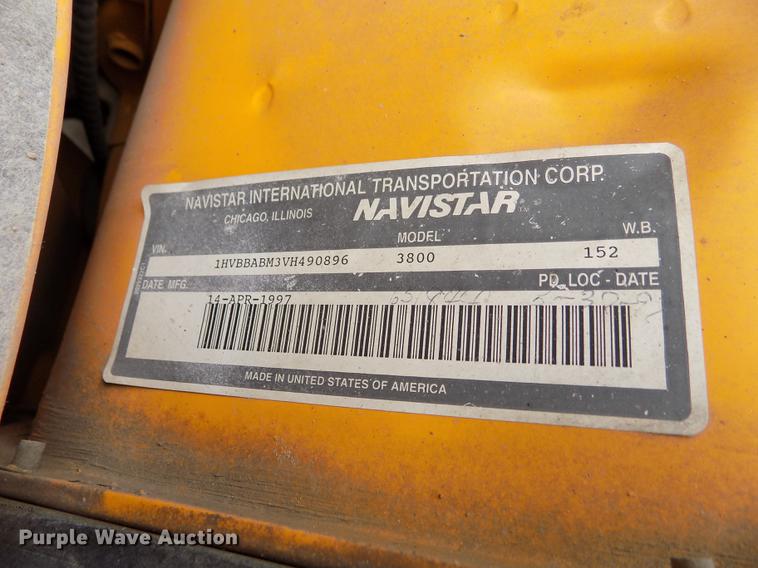 NAVISTAR INTERNATIONAL TRANSPORTATION CORP.
CHICAGO, ILLINOIS NAVISTAR
VIN. MODEL W.B.
1HVBBABM3VH490896 3800 152
DATE MFG. PD. LOC - DATE
14-APR-1997
MADE IN UNITED STATES OF AMERICA
Purple Wave Auction®